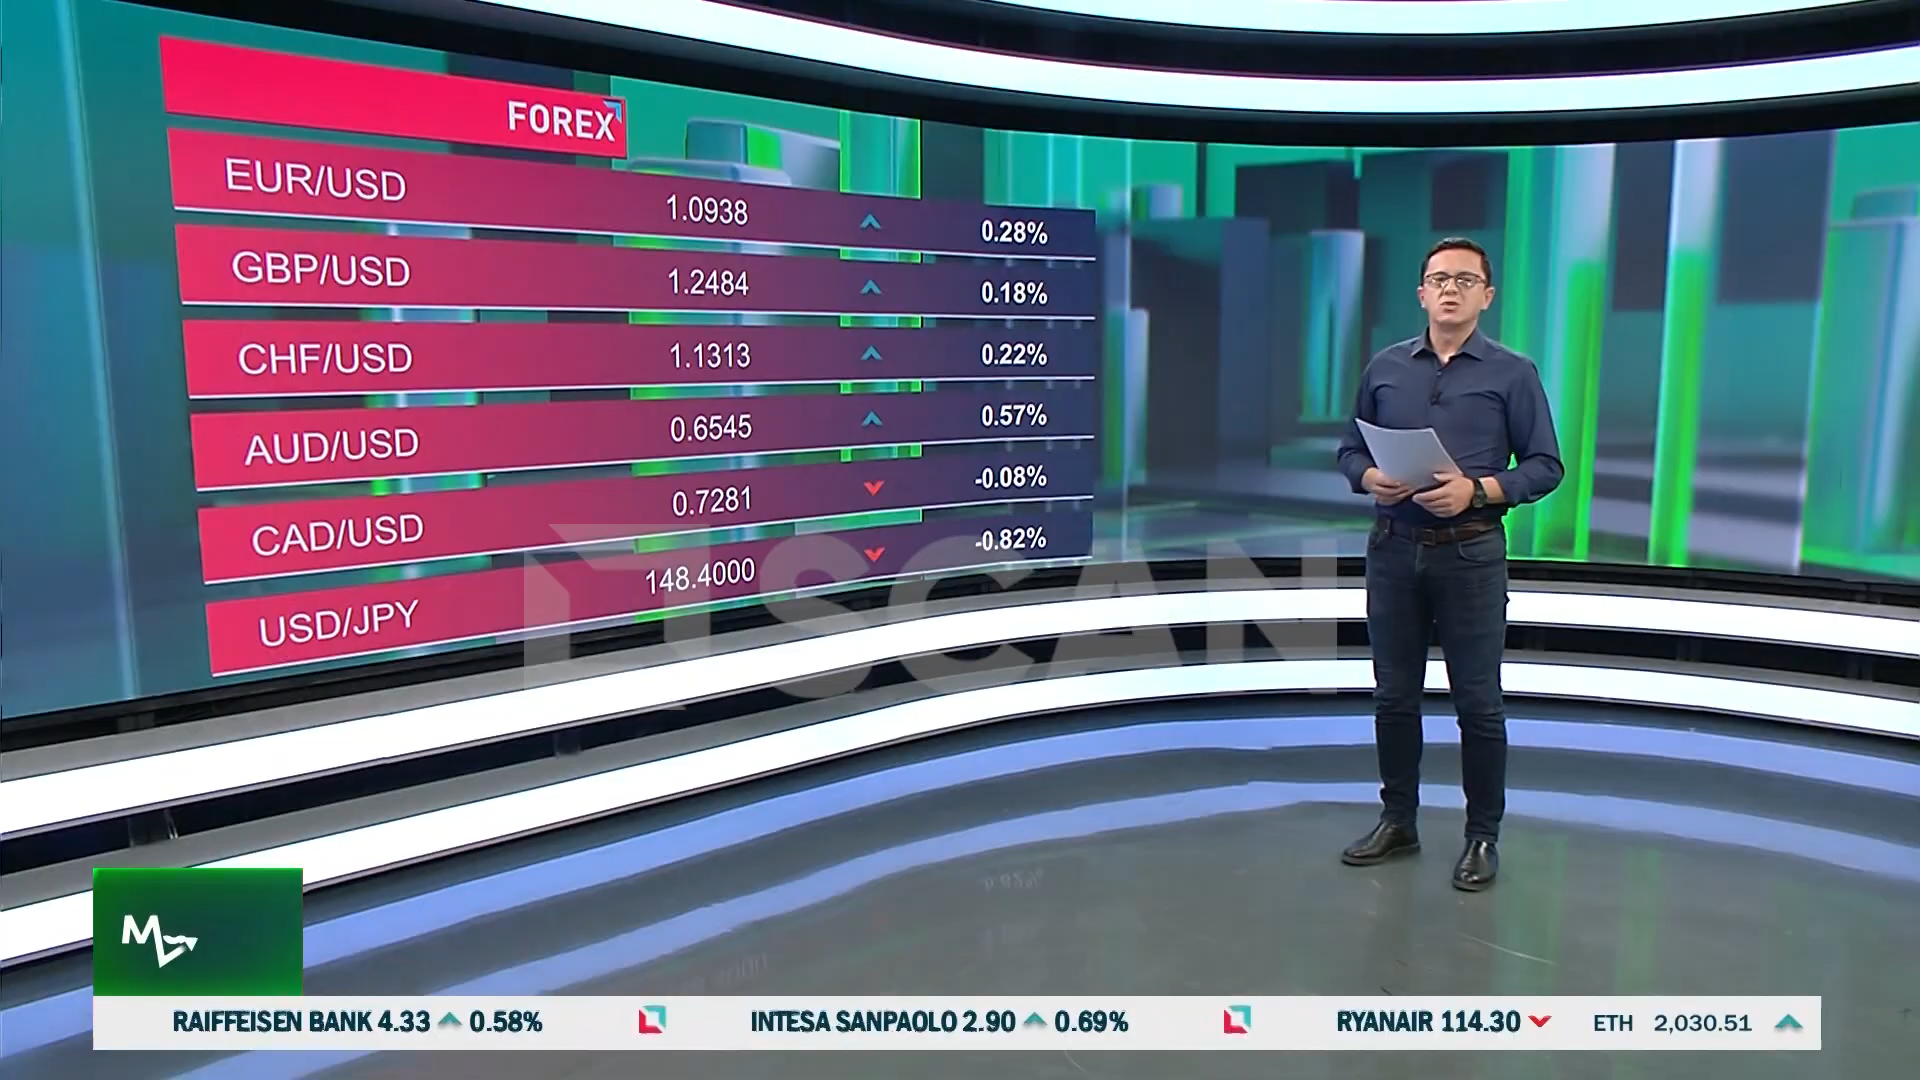 FOREX
EUR/USD 1.0938 0.28%
GBP/USD 1.2484 0.18%
CHF/USD 1.1313 0.22%
AUD/USD 0.6545 0.57%
CAD/USD 0.7281 -0.08%
USD/JPY 148.4000 -0.82%
SCAN
RAIFFEISEN BANK 4.33 0.58% INTESA SANPAOLO 2.90 0.69% RYANAIR 114.30 ETH 2,030.51